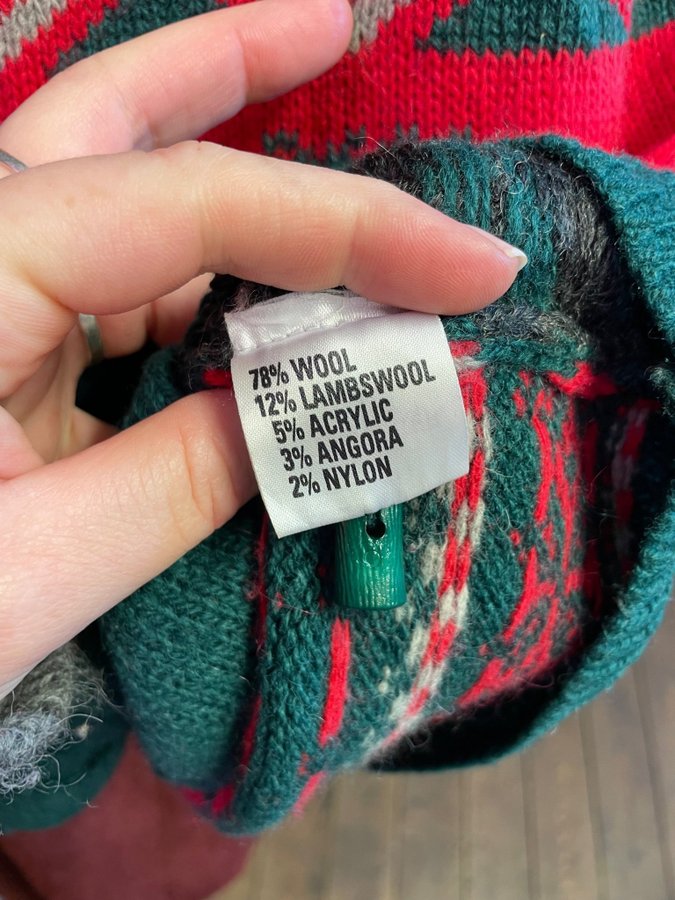 78% WOOL
12% LAMBSWOOL
5% ACRYLIC
3% ANGORA
2% NYLON